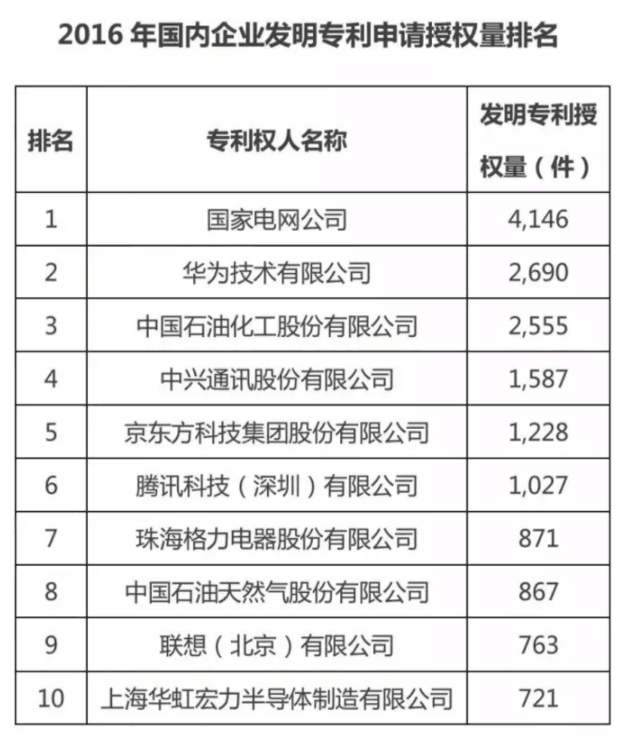 2016 年国内企业发明专利申请授权量排名
排名 专利权人名称 发明专利授
权量（件）
1 国家电网公司 4,146
2 华为技术有限公司 2,690
3 中国石油化工股份有限公司 2,555
4 中兴通讯股份有限公司 1,587
5 京东方科技集团股份有限公司 1,228
6 腾讯科技（深圳）有限公司 1,027
7 珠海格力电器股份有限公司 871
8 中国石油天然气股份有限公司 867
9 联想（北京）有限公司 763
10 上海华虹宏力半导体制造有限公司 721